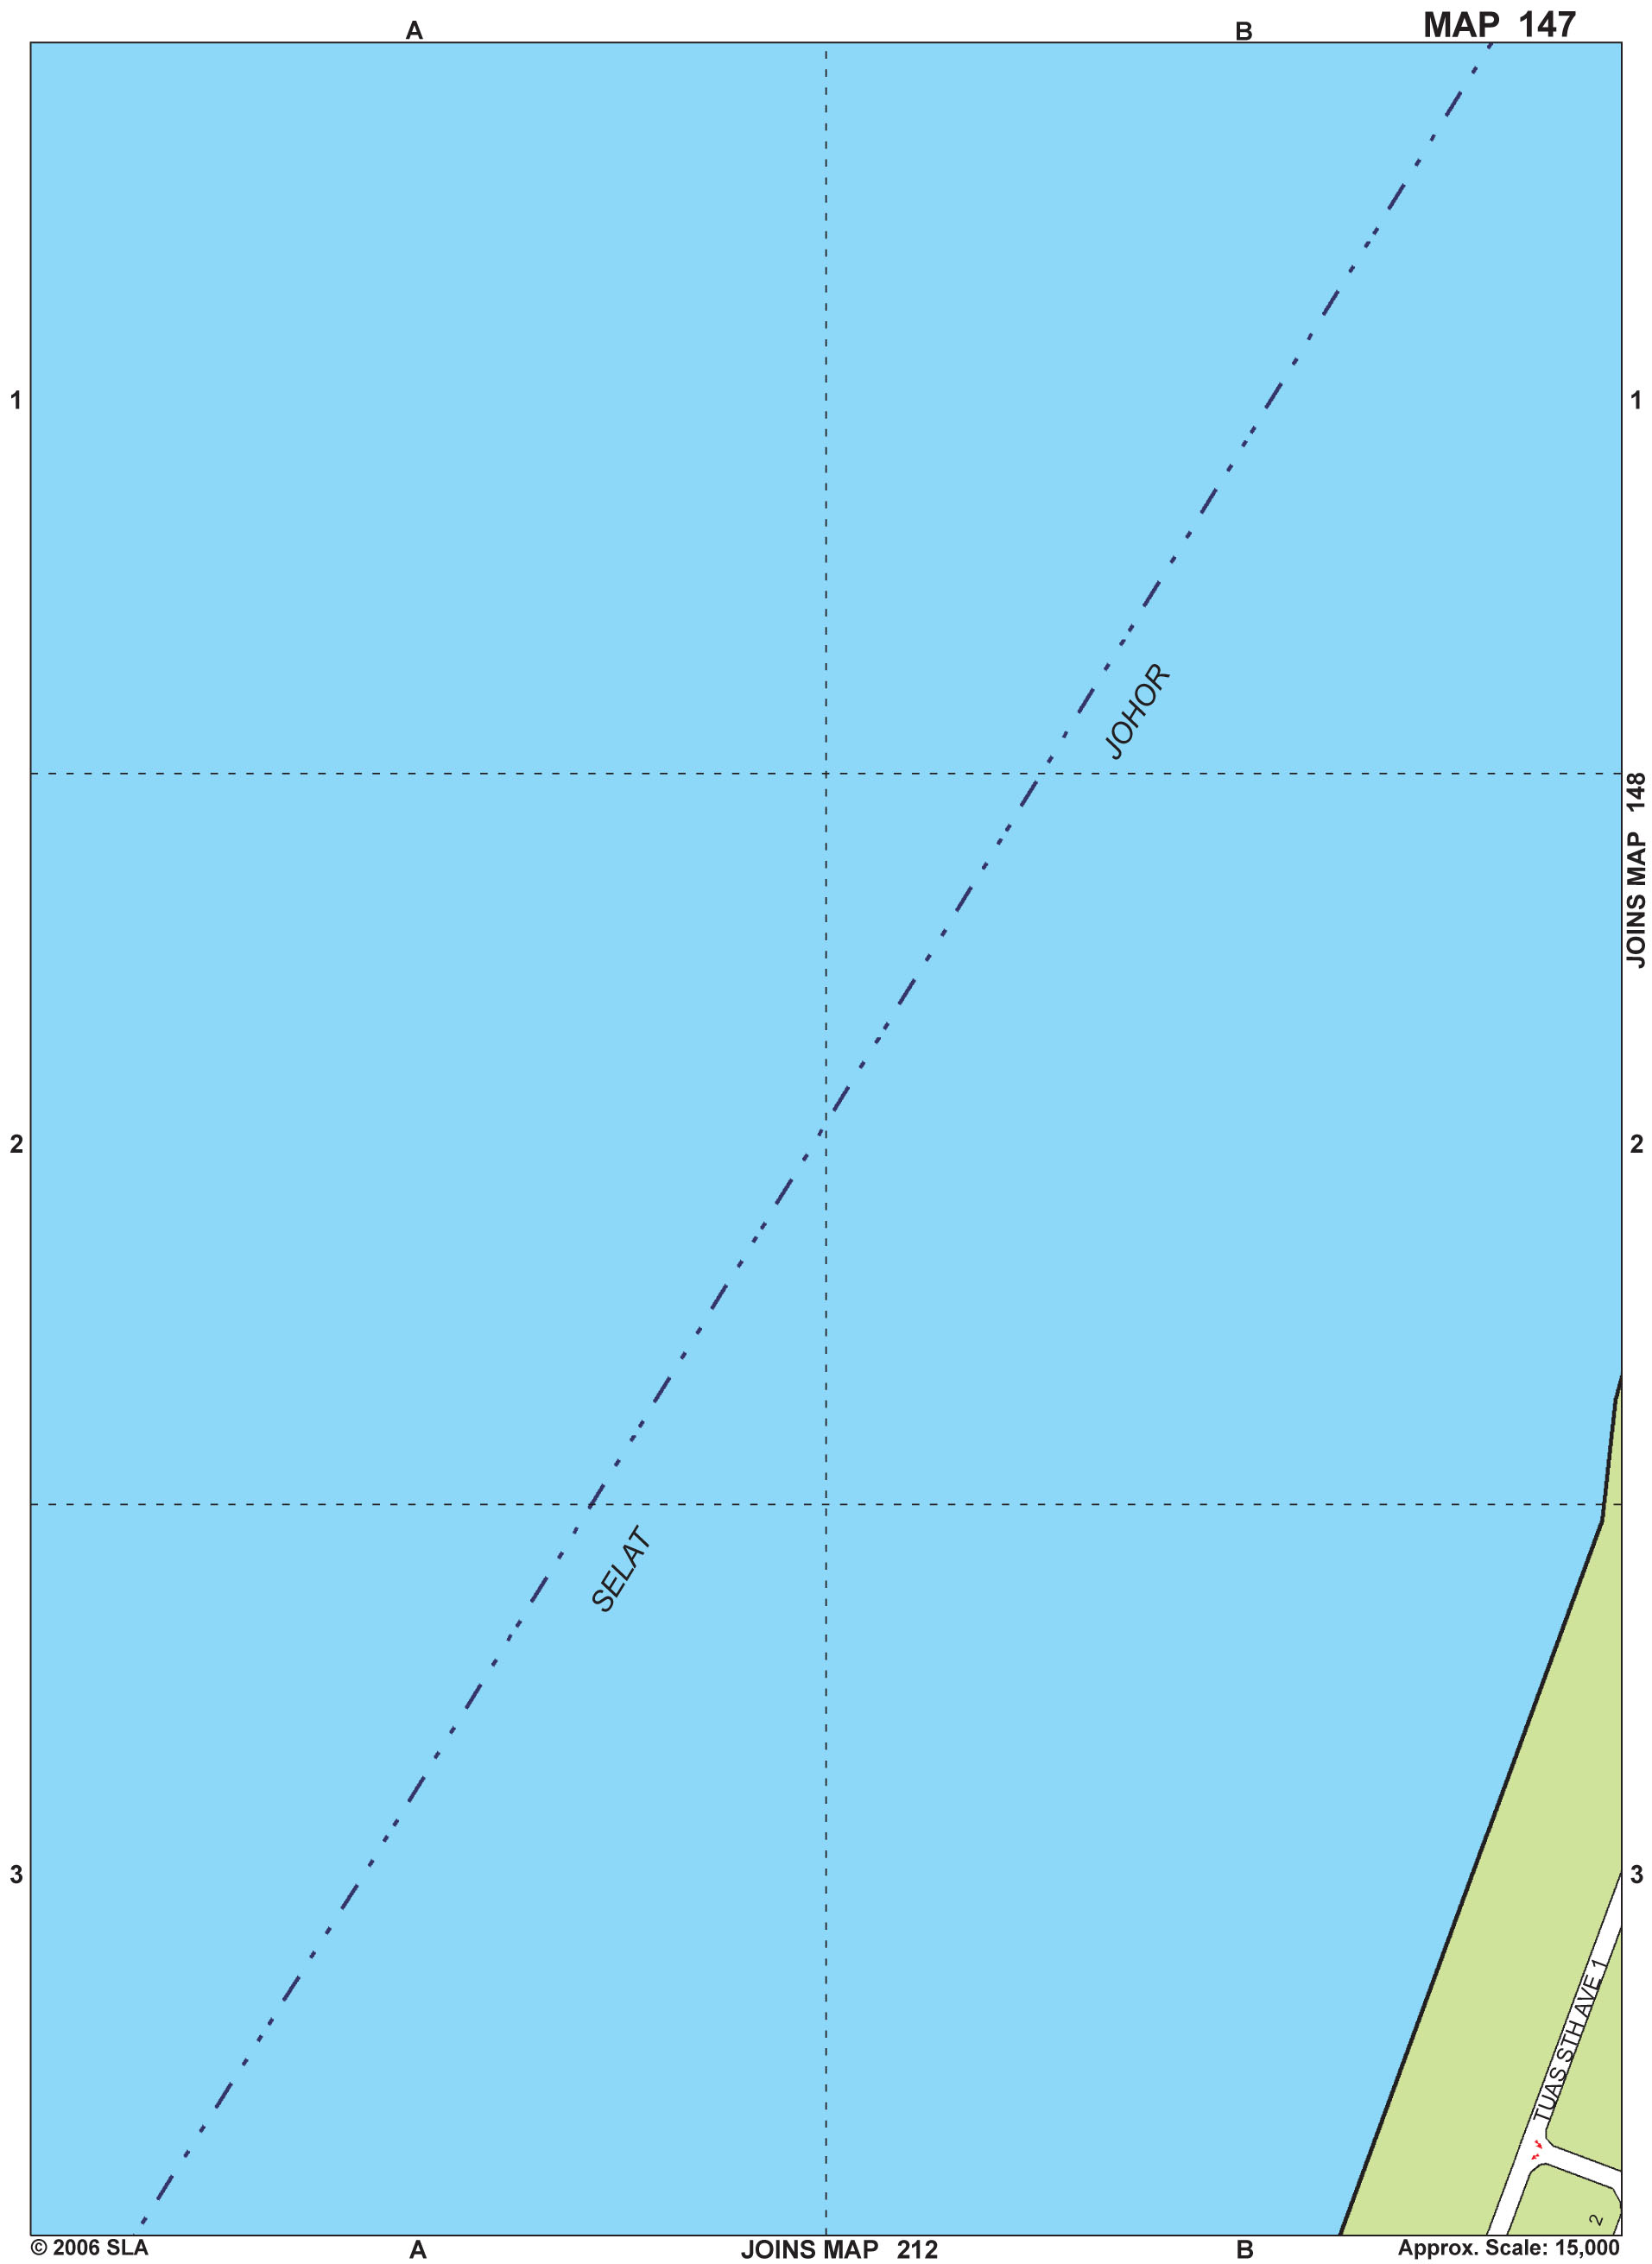 A
B
MAP 147
1
1
JOHOR
JOINS MAP 148
2
2
SELAT
3
3
TUAS STH AVE 1
2
© 2006 SLA
A
JOINS MAP 212
B
Approx. Scale: 15,000